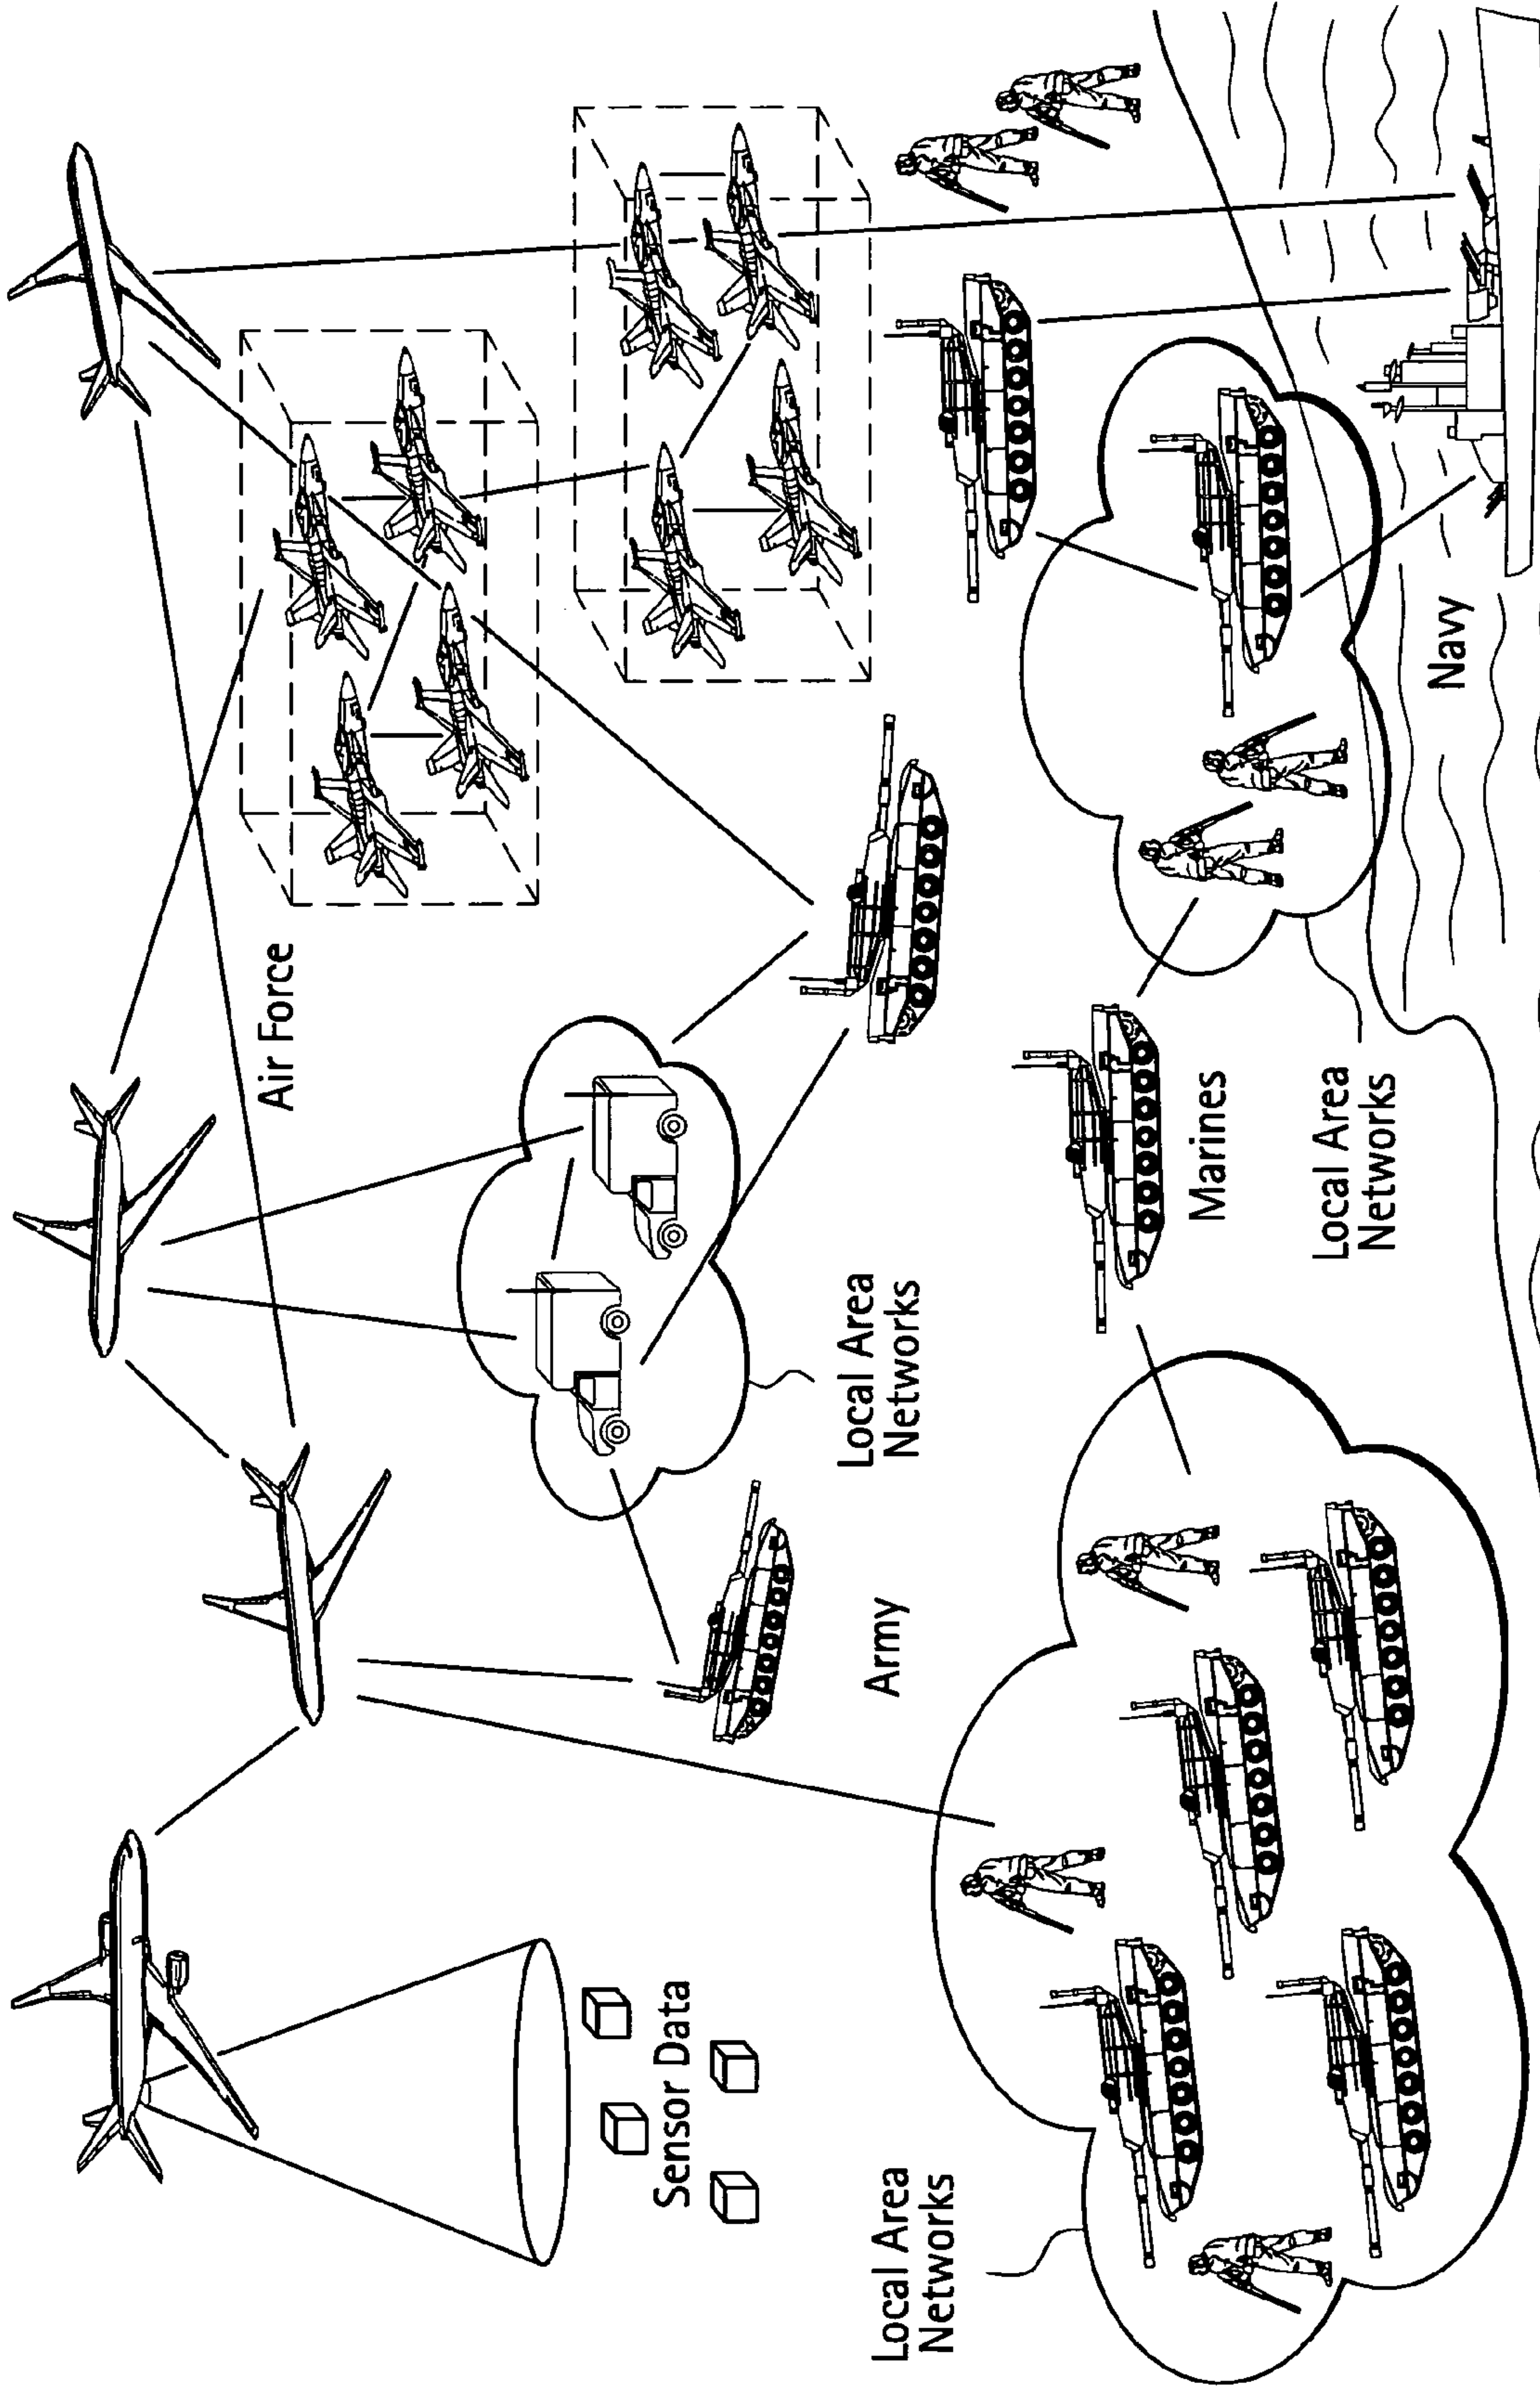 Sensor Data
Air Force
Local Area
Networks
Army
Local Area
Networks
Marines
Local Area
Networks
Navy